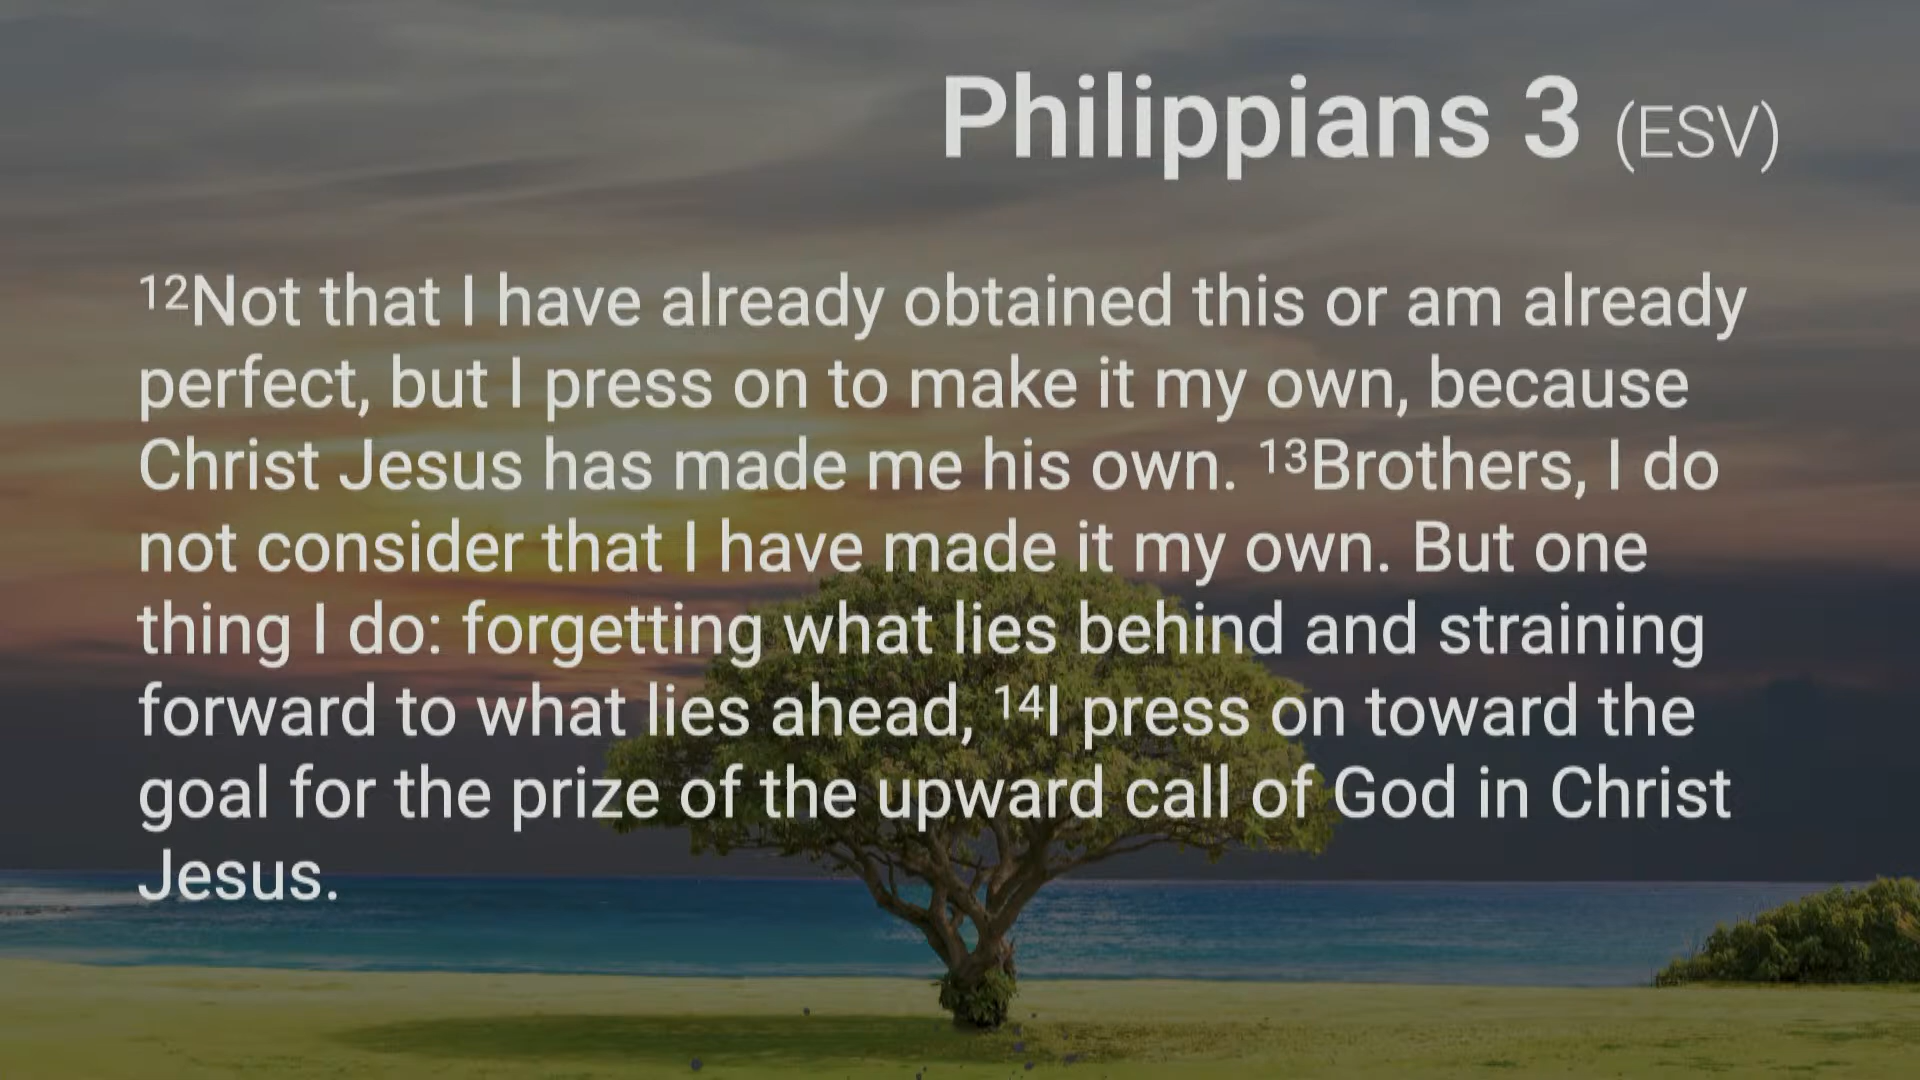 Philippians 3 (ESV)
¹²Not that I have already obtained this or am already
perfect, but I press on to make it my own, because
Christ Jesus has made me his own. ¹³Brothers, I do
not consider that I have made it my own. But one
thing I do: forgetting what lies behind and straining
forward to what lies ahead, ¹⁴I press on toward the
goal for the prize of the upward call of God in Christ
Jesus.